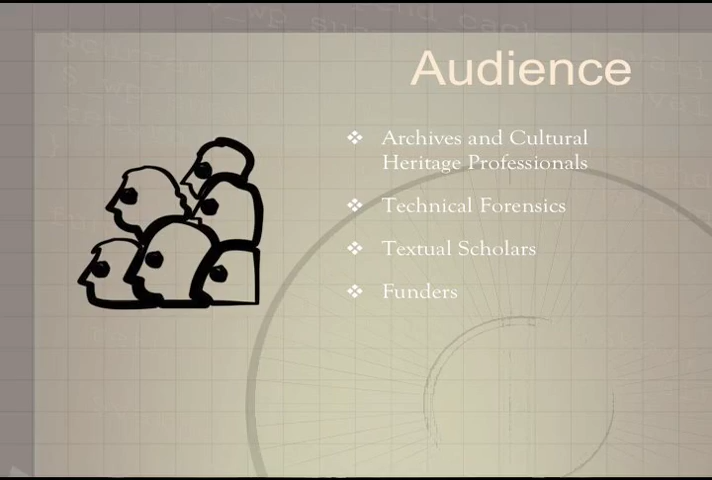 Audience
❖ Archives and Cultural
Heritage Professionals
❖ Technical Forensics
❖ Textual Scholars
❖ Funders